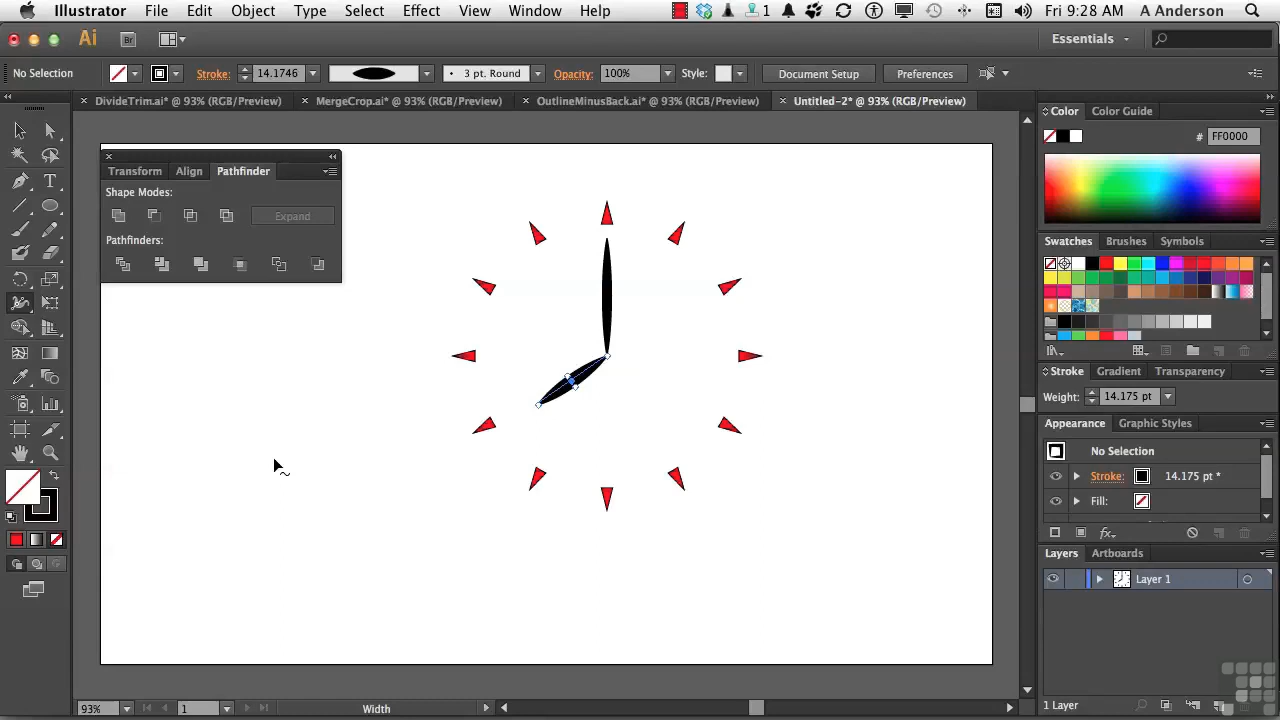 Illustrator File Edit Object Type Select Effect View Window Help 1 Fri 9:28 AM A Anderson
Ai Br Essentials
No Selection Stroke: 14.1746 3 pt. Round Opacity: 100% Style: Document Setup Preferences
DivideTrim.ai* @ 93% (RGB/Preview) MergeCrop.ai* @ 93% (RGB/Preview) OutlineMinusBack.ai* @ 93% (RGB/Preview) Untitled-2* @ 93% (RGB/Preview)
Color Color Guide
# FF0000
Transform Align Pathfinder
Shape Modes:
Expand
Pathfinders:
Swatches Brushes Symbols
Stroke Gradient Transparency
Weight: 14.175 pt
Appearance Graphic Styles
No Selection
Stroke: 14.175 pt *
Fill:
fx
Layers Artboards
Layer 1
93% 1 Width
1 Layer